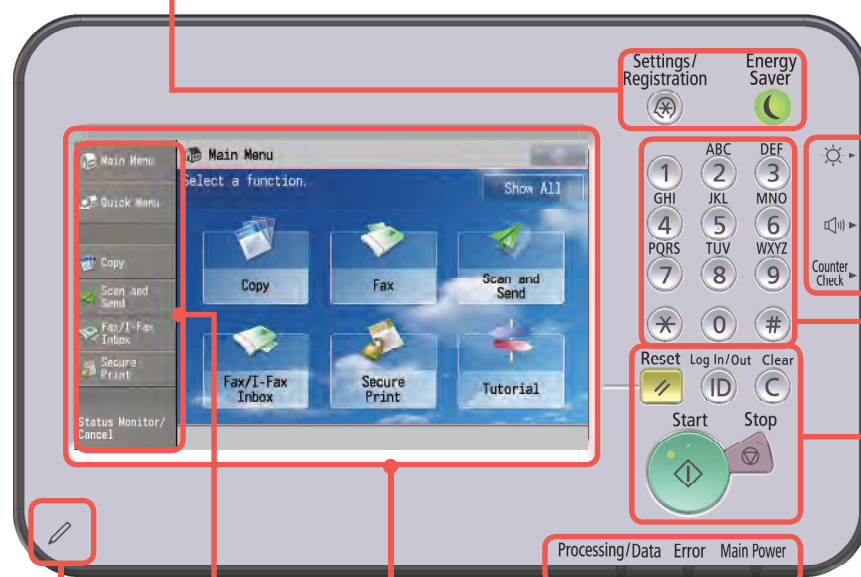 Settings/ Energy
Registration Saver
Main Menu
Main Menu
Select a function.
Show All
Quick Menu
Copy
Scan and
Send
Fax/I-Fax
Inbox
Secure
Print
Status Monitor/
Cancel
Copy
Fax
Scan and
Send
Fax/I-Fax
Inbox
Secure
Print
Tutorial
ABC DEF
1 2 3
GHI JKL MNO
4 5 6
PQRS TUV WXYZ
7 8 9
* 0 #
Counter
Check
Reset Log In/Out Clear
ID C
Start Stop
Processing/Data Error Main Power